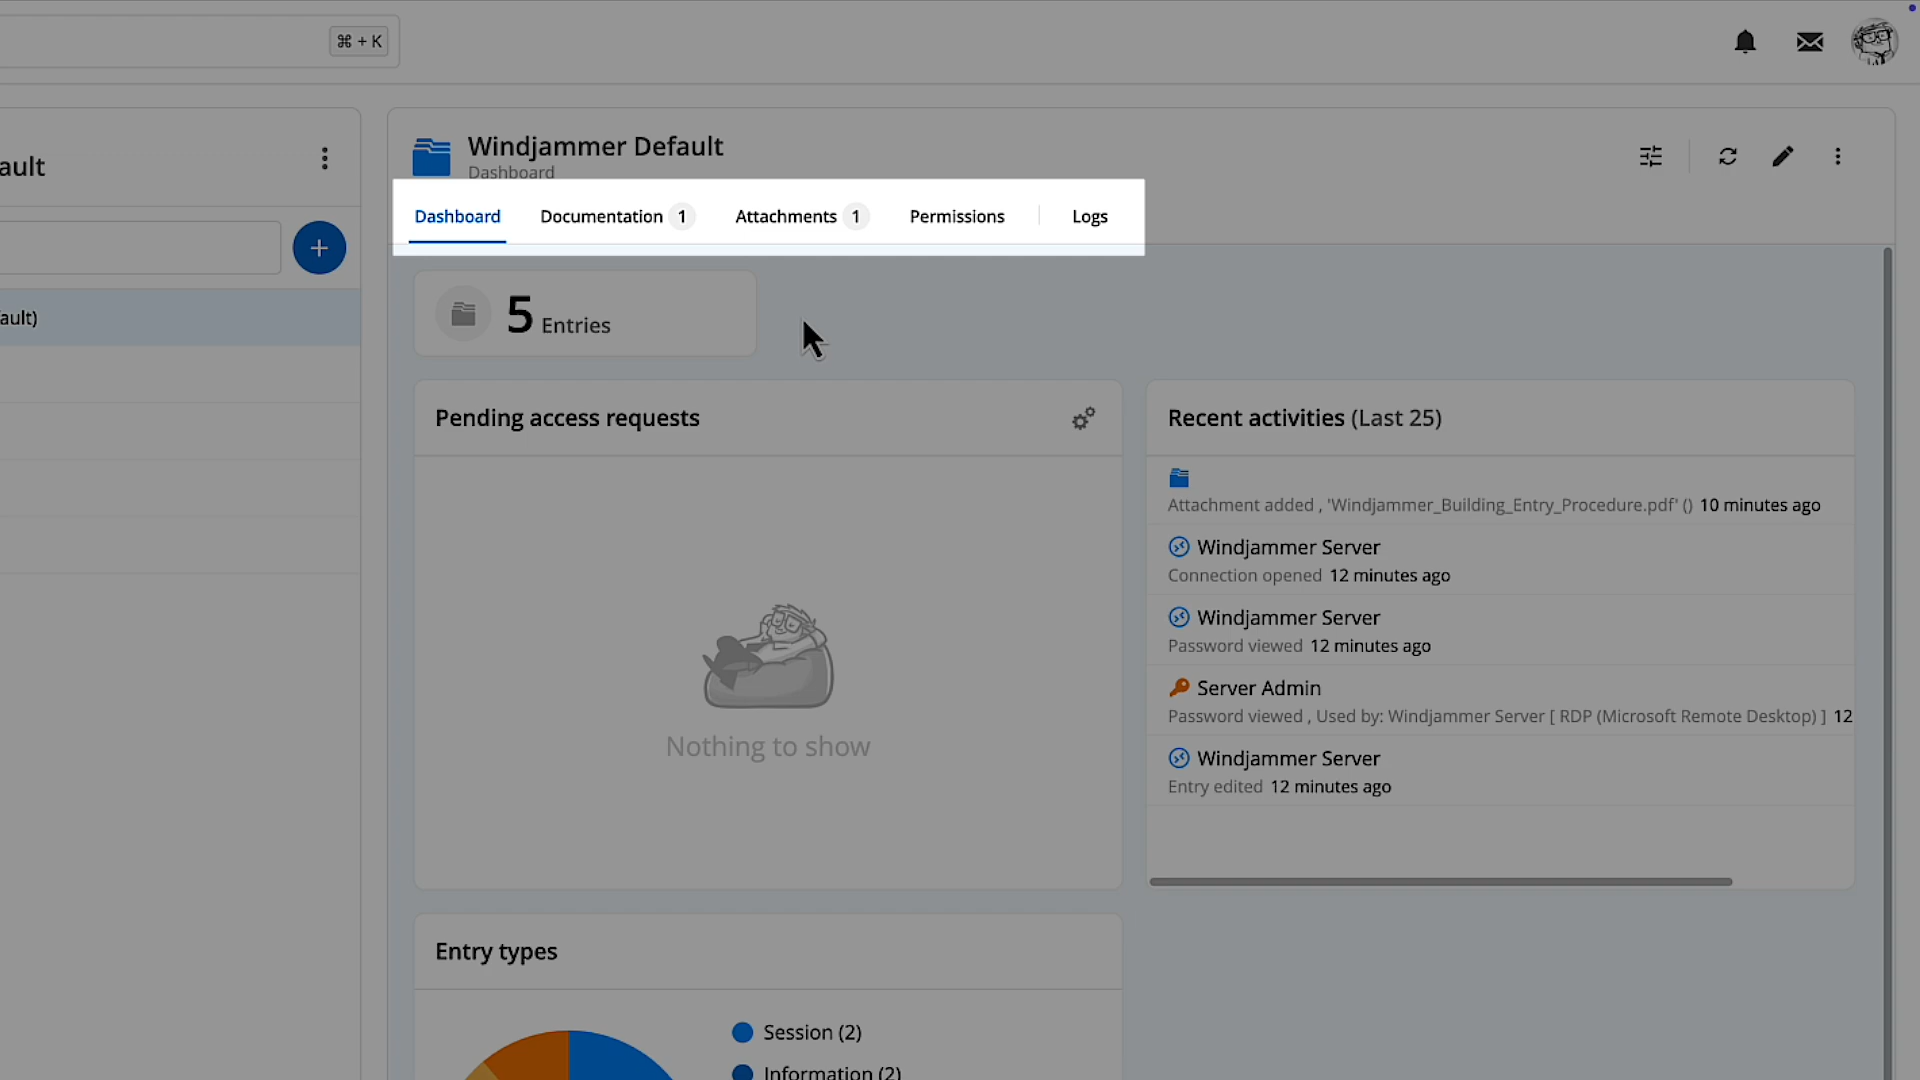 ⌘ + K
ault
Windjammer Default
Dashboard
Dashboard Documentation 1 Attachments 1 Permissions Logs
ault)
5 Entries
Pending access requests
Nothing to show
Recent activities (Last 25)
Attachment added , 'Windjammer_Building_Entry_Procedure.pdf' () 10 minutes ago
Windjammer Server
Connection opened 12 minutes ago
Windjammer Server
Password viewed 12 minutes ago
Server Admin
Password viewed , Used by: Windjammer Server [ RDP (Microsoft Remote Desktop) ] 12
Windjammer Server
Entry edited 12 minutes ago
Entry types
Session (2)
Information (2)